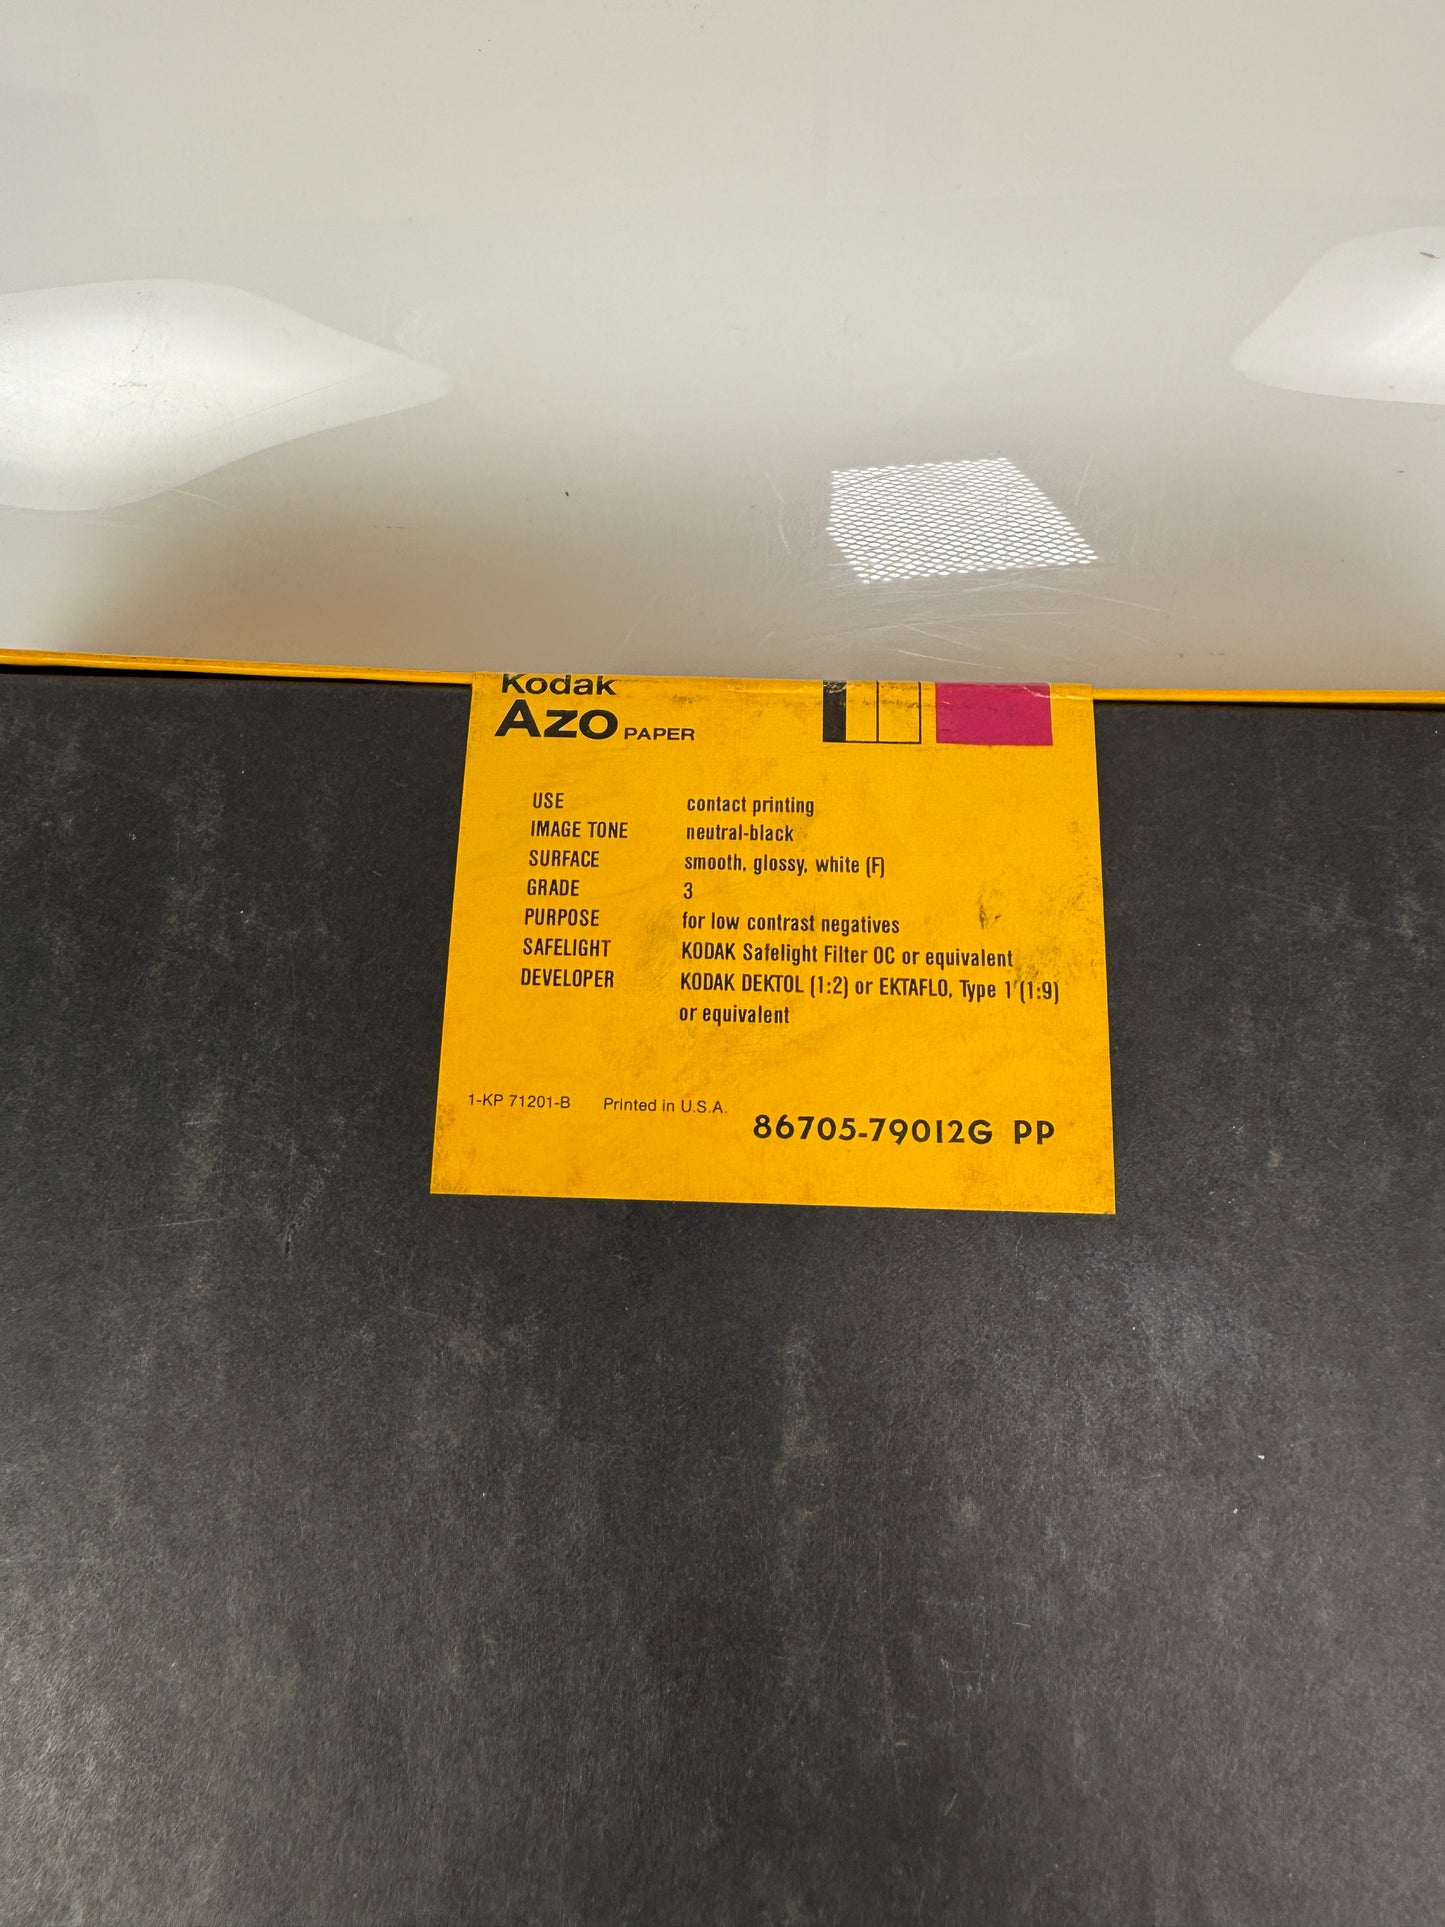 Kodak
AZO PAPER
USE contact printing
IMAGE TONE neutral-black
SURFACE smooth, glossy, white (F)
GRADE 3
PURPOSE for low contrast negatives
SAFELIGHT KODAK Safelight Filter OC or equivalent
DEVELOPER KODAK DEKTOL (1:2) or EKTAFLO, Type 1 (1:9)
or equivalent
1-KP 71201-B Printed in U.S.A.
86705-79012G PP